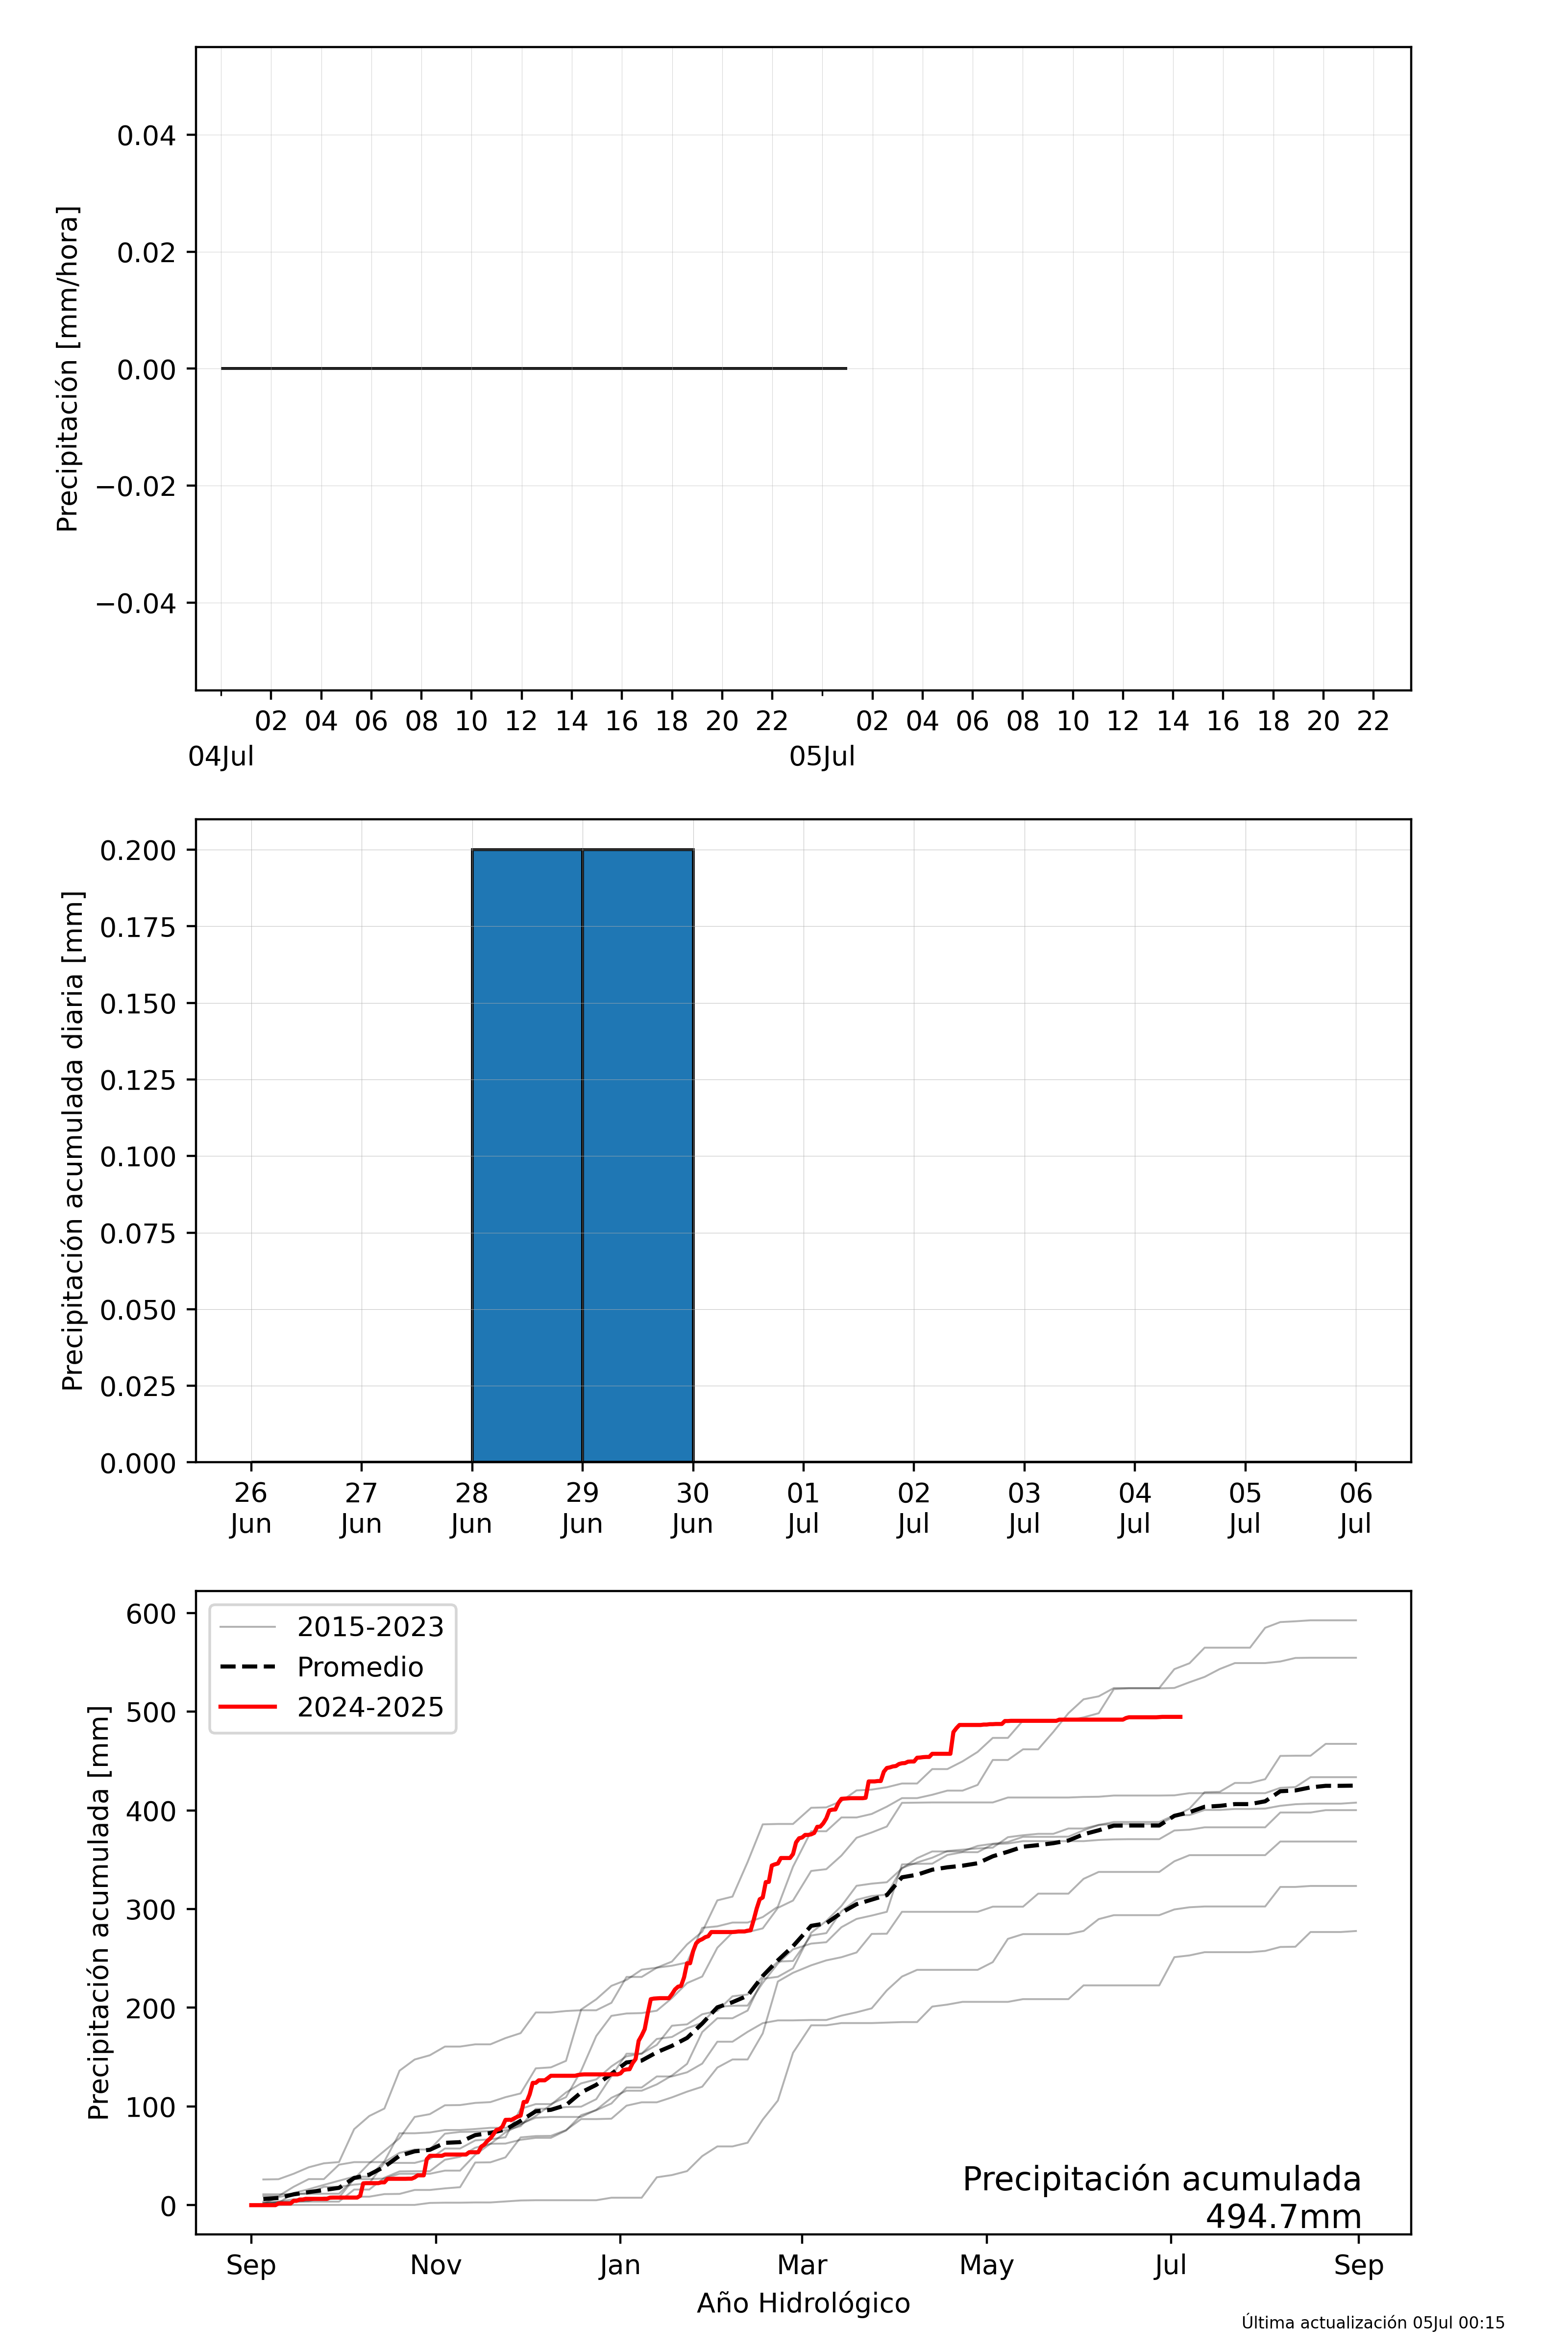 Precipitación [mm/hora]
0.04
0.02
0.00
−0.02
−0.04
02 04 06 08 10 12 14 16 18 20 22 02 04 06 08 10 12 14 16 18 20 22
04Jul 05Jul
Precipitación acumulada diaria [mm]
0.200
0.175
0.150
0.125
0.100
0.075
0.050
0.025
0.000
26 27 28 29 30 01 02 03 04 05 06
Jun Jun Jun Jun Jun Jul Jul Jul Jul Jul Jul
Precipitación acumulada [mm]
600
500
400
300
200
100
0
2015-2023
Promedio
2024-2025
Precipitación acumulada
494.7mm
Sep Nov Jan Mar May Jul Sep
Año Hidrológico
Última actualización 05Jul 00:15